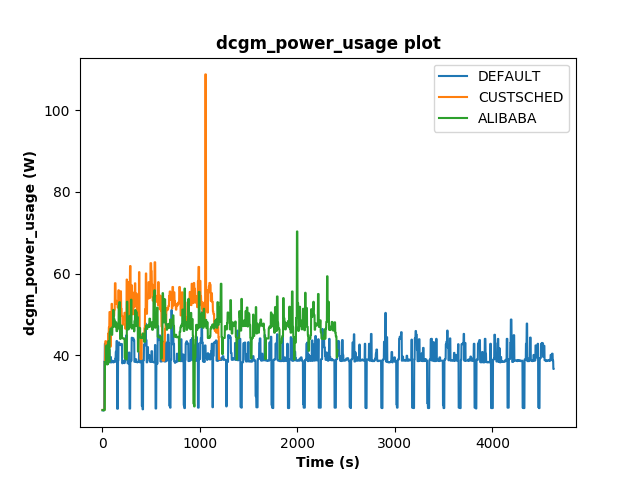 dcgm_power_usage plot
DEFAULT
CUSTSCHED
ALIBABA
dcgm_power_usage (W)
100
80
60
40
0
1000
2000
3000
4000
Time (s)